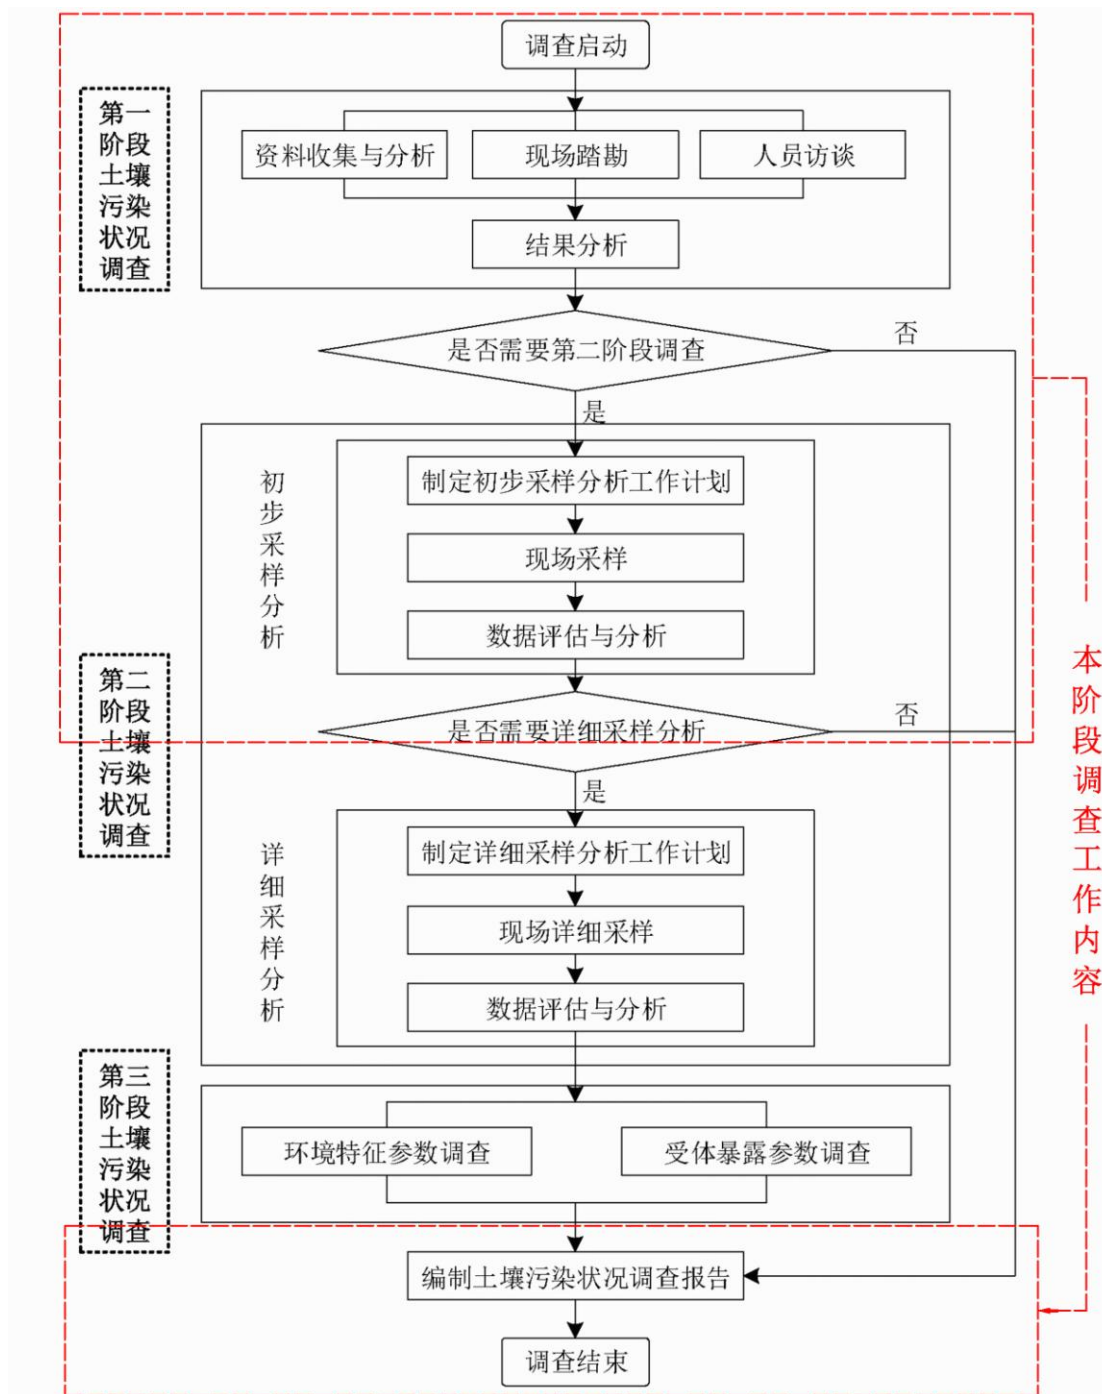 调查启动
第一
阶段
土壤
污染
状况
调查
资料收集与分析
现场踏勘
人员访谈
结果分析
是否需要第二阶段调查
否
是
初步采样分析
制定初步采样分析工作计划
现场采样
数据评估与分析
第二
阶段
土壤
污染
状况
调查
是否需要详细采样分析
否
是
详细采样分析
制定详细采样分析工作计划
现场详细采样
数据评估与分析
第三
阶段
土壤
污染
状况
调查
环境特征参数调查
受体暴露参数调查
编制土壤污染状况调查报告
调查结束
本阶段调查工作内容